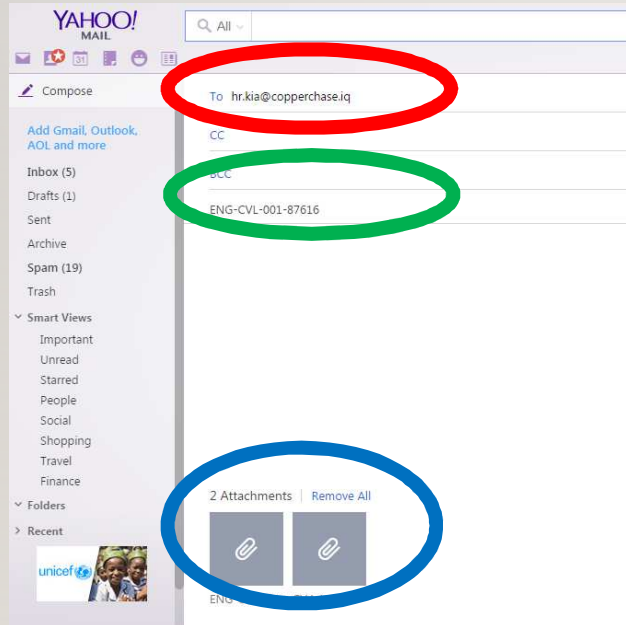 YAHOO!
MAIL
All
31
Compose
To hr.kia@copperchase.iq
Add Gmail, Outlook,
AOL and more
CC
Inbox (5)
BCC
Drafts (1)
ENG-CVL-001-87616
Sent
Archive
Spam (19)
Trash
Smart Views
Important
Unread
Starred
People
Social
Shopping
Travel
Finance
2 Attachments | Remove All
Folders
Recent
unicef